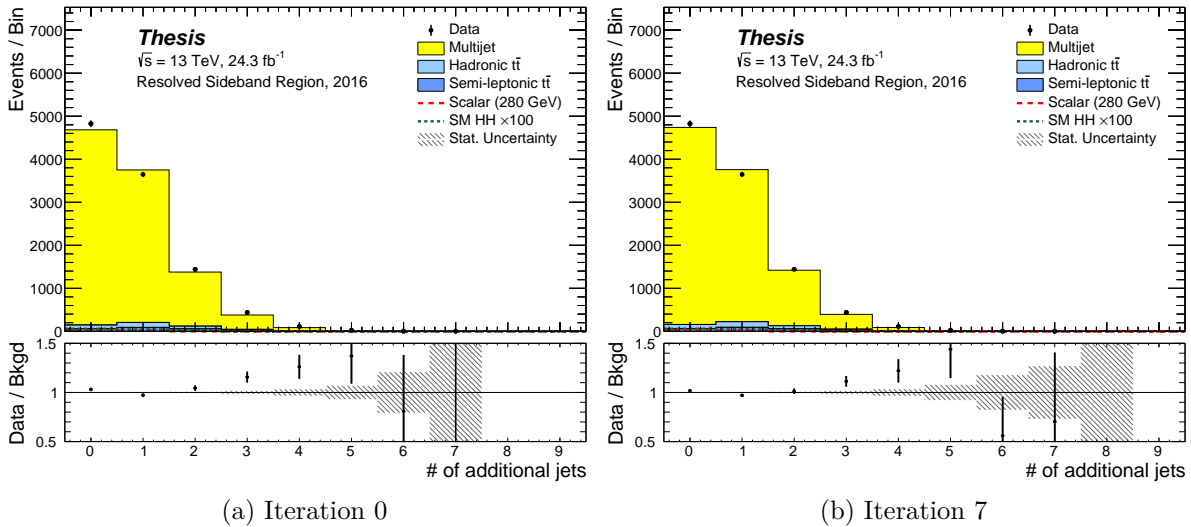 Events / Bin
7000
6000
5000
4000
3000
2000
1000
0
Thesis
√s = 13 TeV, 24.3 fb⁻¹
Resolved Sideband Region, 2016
Data
Multijet
Hadronic tt̄
Semi-leptonic tt̄
Scalar (280 GeV)
SM HH ×100
Stat. Uncertainty
Data / Bkgd
1.5
1
0.5
0 1 2 3 4 5 6 7 8 9
# of additional jets
(a) Iteration 0
Events / Bin
7000
6000
5000
4000
3000
2000
1000
0
Thesis
√s = 13 TeV, 24.3 fb⁻¹
Resolved Sideband Region, 2016
Data
Multijet
Hadronic tt̄
Semi-leptonic tt̄
Scalar (280 GeV)
SM HH ×100
Stat. Uncertainty
Data / Bkgd
1.5
1
0.5
0 1 2 3 4 5 6 7 8 9
# of additional jets
(b) Iteration 7